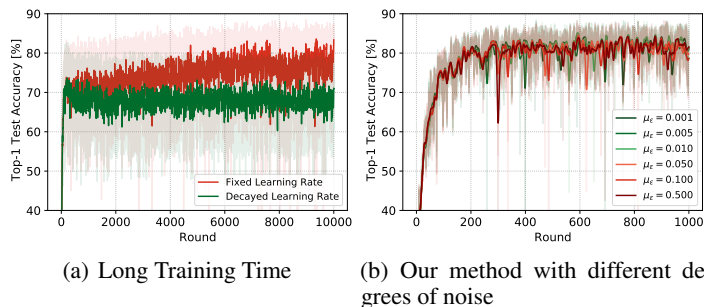 Top-1 Test Accuracy [%]
90
80
70
60
50
40
0 2000 4000 6000 8000 10000
Round
Fixed Learning Rate
Decayed Learning Rate
(a) Long Training Time
Top-1 Test Accuracy [%]
90
80
70
60
50
40
0 200 400 600 800 1000
Round
μϵ = 0.001
μϵ = 0.005
μϵ = 0.010
μϵ = 0.050
μϵ = 0.100
μϵ = 0.500
(b) Our method with different de
grees of noise